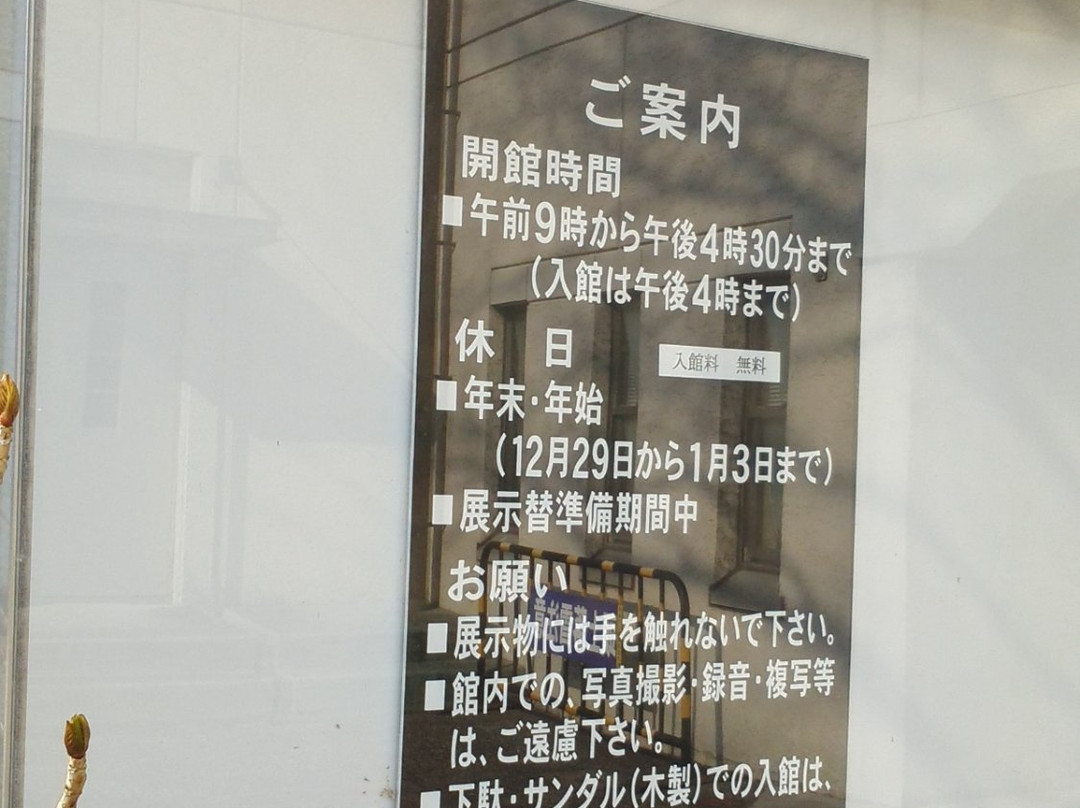 ご案内
開館時間
■午前9時から午後4時30分まで
(入館は午後4時まで)
休 日
入館料 無料
■年末・年始
(12月29日から1月3日まで)
■展示替準備期間中
お願い
■展示物には手を触れないで下さい。
■館内での、写真撮影・録音・複写等
は、ご遠慮下さい。
■下駄・サンダル(木製)での入館は、